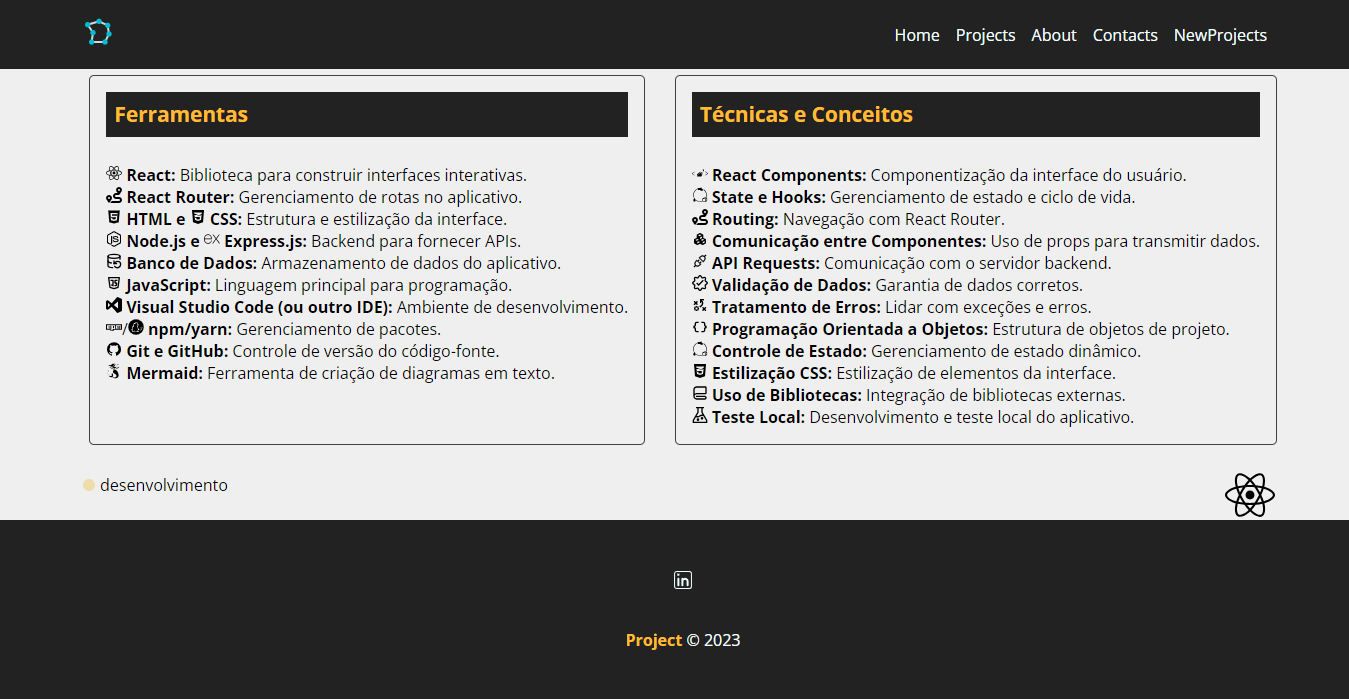 Home Projects About Contacts NewProjects
Ferramentas
React: Biblioteca para construir interfaces interativas.
React Router: Gerenciamento de rotas no aplicativo.
HTML e CSS: Estrutura e estilização da interface.
Node.js e EX Express.js: Backend para fornecer APIs.
Banco de Dados: Armazenamento de dados do aplicativo.
JavaScript: Linguagem principal para programação.
Visual Studio Code (ou outro IDE): Ambiente de desenvolvimento.
/ npm/yarn: Gerenciamento de pacotes.
Git e GitHub: Controle de versão do código-fonte.
Mermaid: Ferramenta de criação de diagramas em texto.
Técnicas e Conceitos
React Components: Componentização da interface do usuário.
State e Hooks: Gerenciamento de estado e ciclo de vida.
Routing: Navegação com React Router.
Comunicação entre Componentes: Uso de props para transmitir dados.
API Requests: Comunicação com o servidor backend.
Validação de Dados: Garantia de dados corretos.
Tratamento de Erros: Lidar com exceções e erros.
Programação Orientada a Objetos: Estrutura de objetos de projeto.
Controle de Estado: Gerenciamento de estado dinâmico.
Estilização CSS: Estilização de elementos da interface.
Uso de Bibliotecas: Integração de bibliotecas externas.
Teste Local: Desenvolvimento e teste local do aplicativo.
desenvolvimento
in
Project © 2023